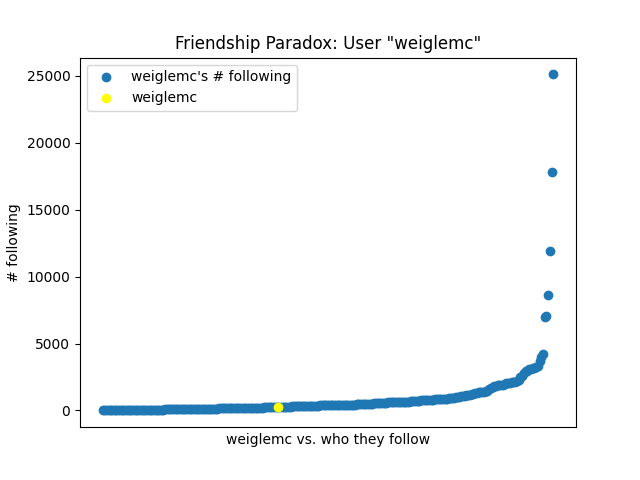 Friendship Paradox: User "weiglemc"
weiglemc's # following
weiglemc
25000
20000
15000
10000
5000
0
# following
weiglemc vs. who they follow